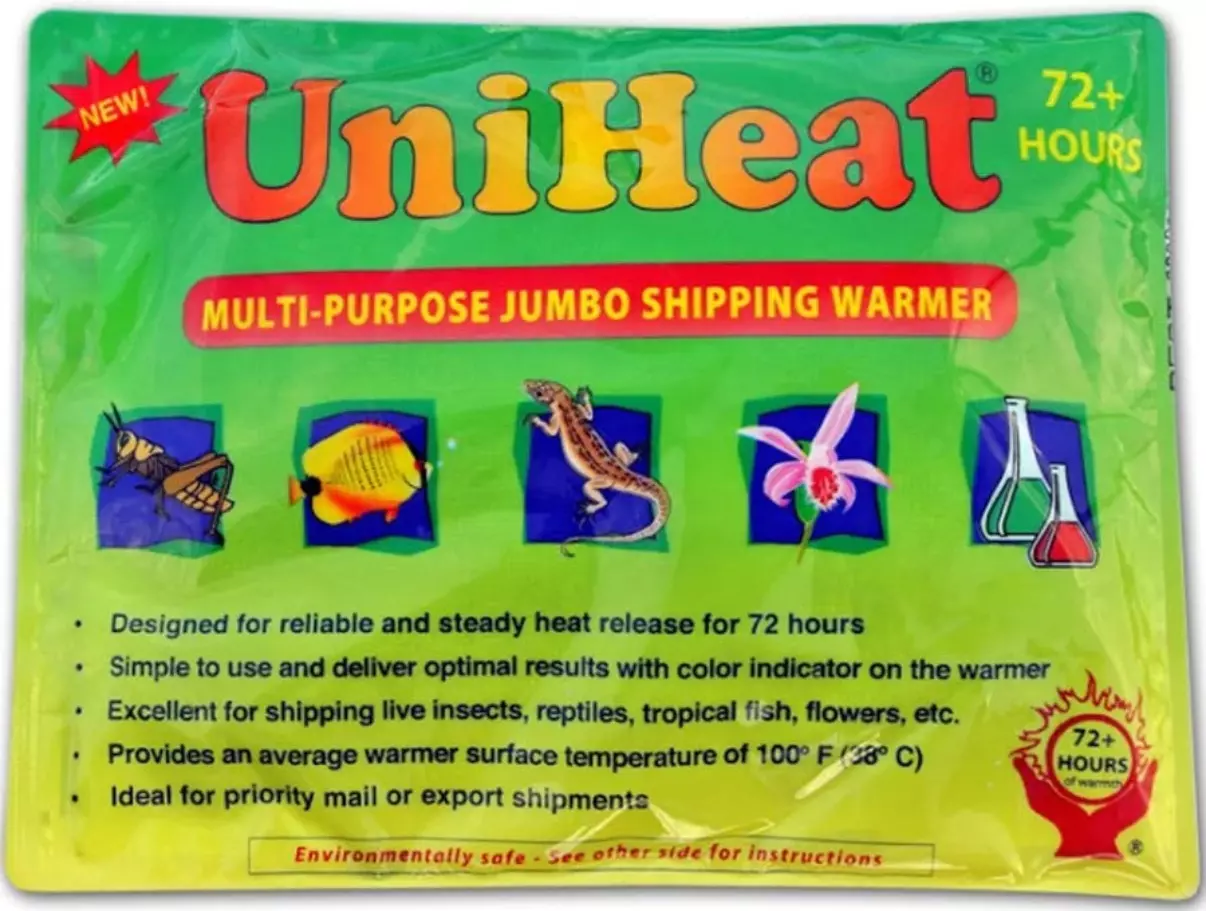 NEW!
UniHeat®
72+
HOURS
MULTI-PURPOSE JUMBO SHIPPING WARMER
• Designed for reliable and steady heat release for 72 hours
• Simple to use and deliver optimal results with color indicator on the warmer
• Excellent for shipping live insects, reptiles, tropical fish, flowers, etc.
• Provides an average warmer surface temperature of 100° F (38° C)
• Ideal for priority mail or export shipments
72+
HOURS
of warmth
®
Environmentally safe - See other side for instructions